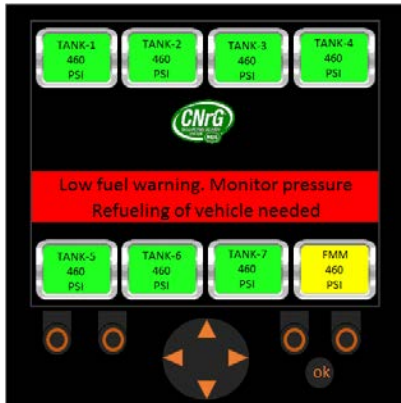 TANK-1
460
PSI
TANK-2
460
PSI
TANK-3
460
PSI
TANK-4
460
PSI
CNrG
Low fuel warning. Monitor pressure
Refueling of vehicle needed
TANK-5
460
PSI
TANK-6
460
PSI
TANK-7
460
PSI
FMM
460
PSI
ok